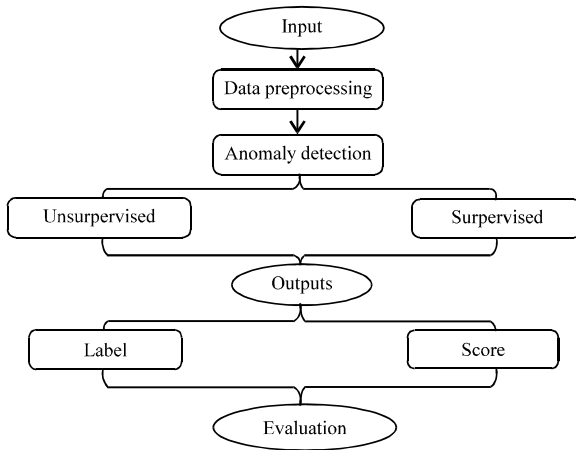 Input
Data preprocessing
Anomaly detection
Unsurpervised
Surpervised
Outputs
Label
Score
Evaluation